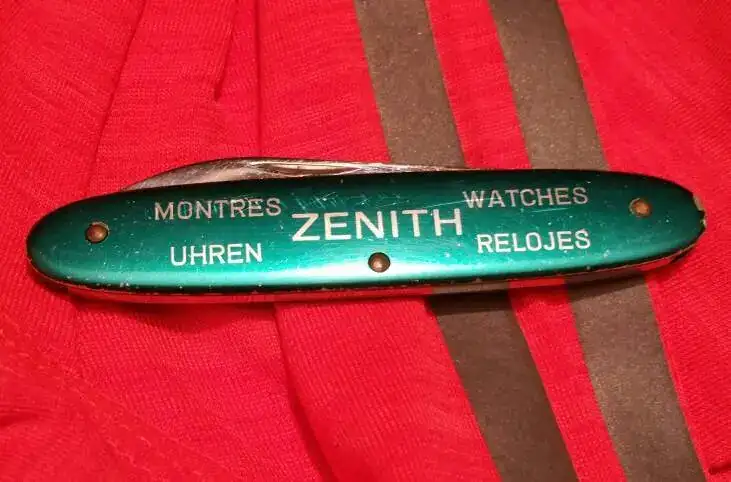 MONTRES
UHREN
ZENITH
WATCHES
RELOJES